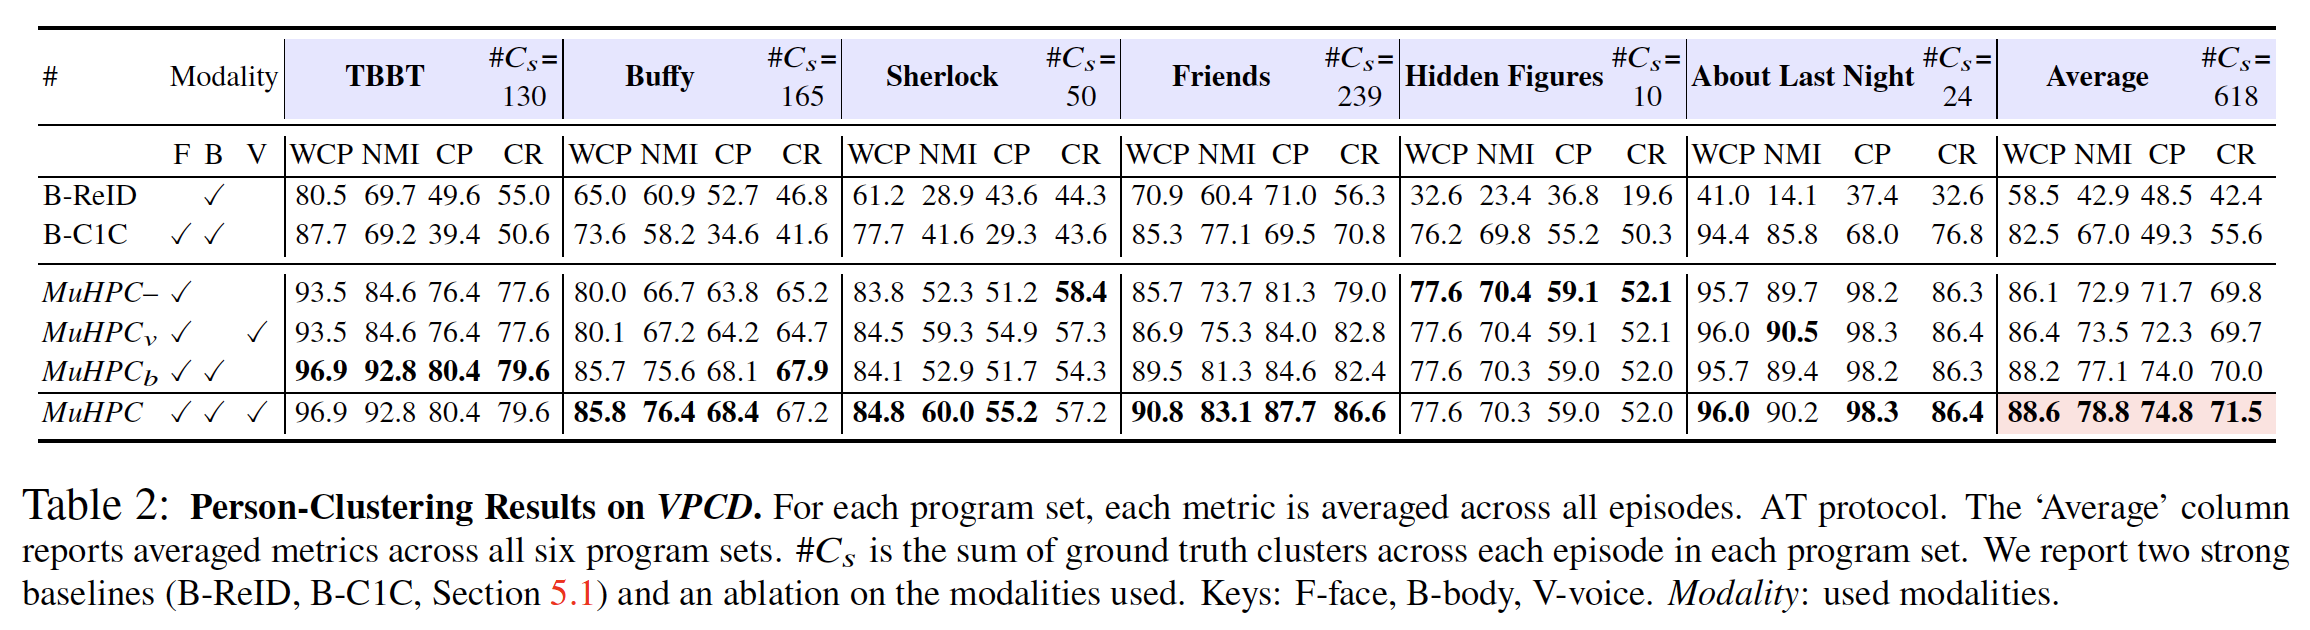 # Modality TBBT #Cs= 130 Buffy #Cs= 165 Sherlock #Cs= 50 Friends #Cs= 239 Hidden Figures #Cs= 10 About Last Night #Cs= 24 Average #Cs= 618
F B V WCP NMI CP CR WCP NMI CP CR WCP NMI CP CR WCP NMI CP CR WCP NMI CP CR WCP NMI CP CR WCP NMI CP CR
B-ReID ✓ 80.5 69.7 49.6 55.0 65.0 60.9 52.7 46.8 61.2 28.9 43.6 44.3 70.9 60.4 71.0 56.3 32.6 23.4 36.8 19.6 41.0 14.1 37.4 32.6 58.5 42.9 48.5 42.4
B-C1C ✓ ✓ 87.7 69.2 39.4 50.6 73.6 58.2 34.6 41.6 77.7 41.6 29.3 43.6 85.3 77.1 69.5 70.8 76.2 69.8 55.2 50.3 94.4 85.8 68.0 76.8 82.5 67.0 49.3 55.6
MuHPC– ✓ 93.5 84.6 76.4 77.6 80.0 66.7 63.8 65.2 83.8 52.3 51.2 58.4 85.7 73.7 81.3 79.0 77.6 70.4 59.1 52.1 95.7 89.7 98.2 86.3 86.1 72.9 71.7 69.8
MuHPCv ✓ ✓ 93.5 84.6 76.4 77.6 80.1 67.2 64.2 64.7 84.5 59.3 54.9 57.3 86.9 75.3 84.0 82.8 77.6 70.4 59.1 52.1 96.0 90.5 98.3 86.4 86.4 73.5 72.3 69.7
MuHPCb ✓ ✓ 96.9 92.8 80.4 79.6 85.7 75.6 68.1 67.9 84.1 52.9 51.7 54.3 89.5 81.3 84.6 82.4 77.6 70.3 59.0 52.0 95.7 89.4 98.2 86.3 88.2 77.1 74.0 70.0
MuHPC ✓ ✓ ✓ 96.9 92.8 80.4 79.6 85.8 76.4 68.4 67.2 84.8 60.0 55.2 57.2 90.8 83.1 87.7 86.6 77.6 70.3 59.0 52.0 96.0 90.2 98.3 86.4 88.6 78.8 74.8 71.5
Table 2: Person-Clustering Results on VPCD. For each program set, each metric is averaged across all episodes. AT protocol. The ‘Average’ column
reports averaged metrics across all six program sets. #Cs is the sum of ground truth clusters across each episode in each program set. We report two strong
baselines (B-ReID, B-C1C, Section 5.1) and an ablation on the modalities used. Keys: F-face, B-body, V-voice. Modality: used modalities.